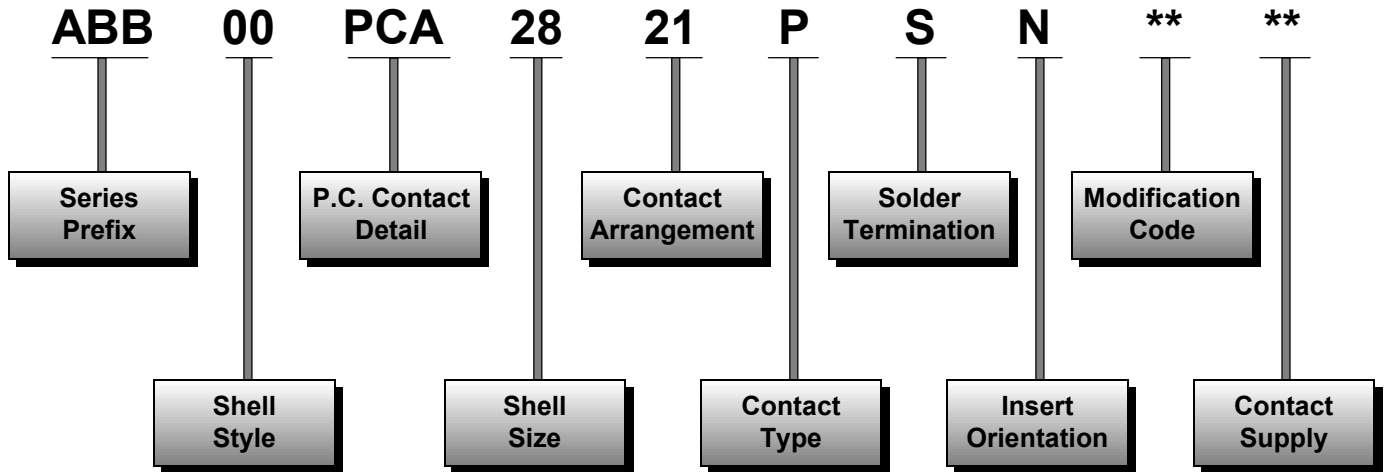 ABB 00 PCA 28 21 P S N ** **
Series
Prefix
P.C. Contact
Detail
Contact
Arrangement
Solder
Termination
Modification
Code
Shell
Style
Shell
Size
Contact
Type
Insert
Orientation
Contact
Supply